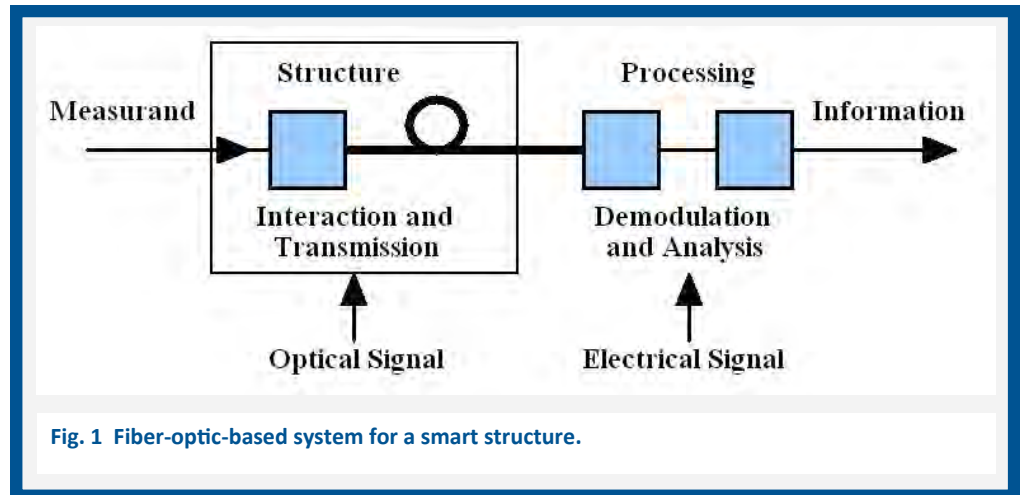 Structure
Processing
Measurand
Information
Interaction and
Transmission
Demodulation
and Analysis
Optical Signal
Electrical Signal
Fig. 1 Fiber-optic-based system for a smart structure.